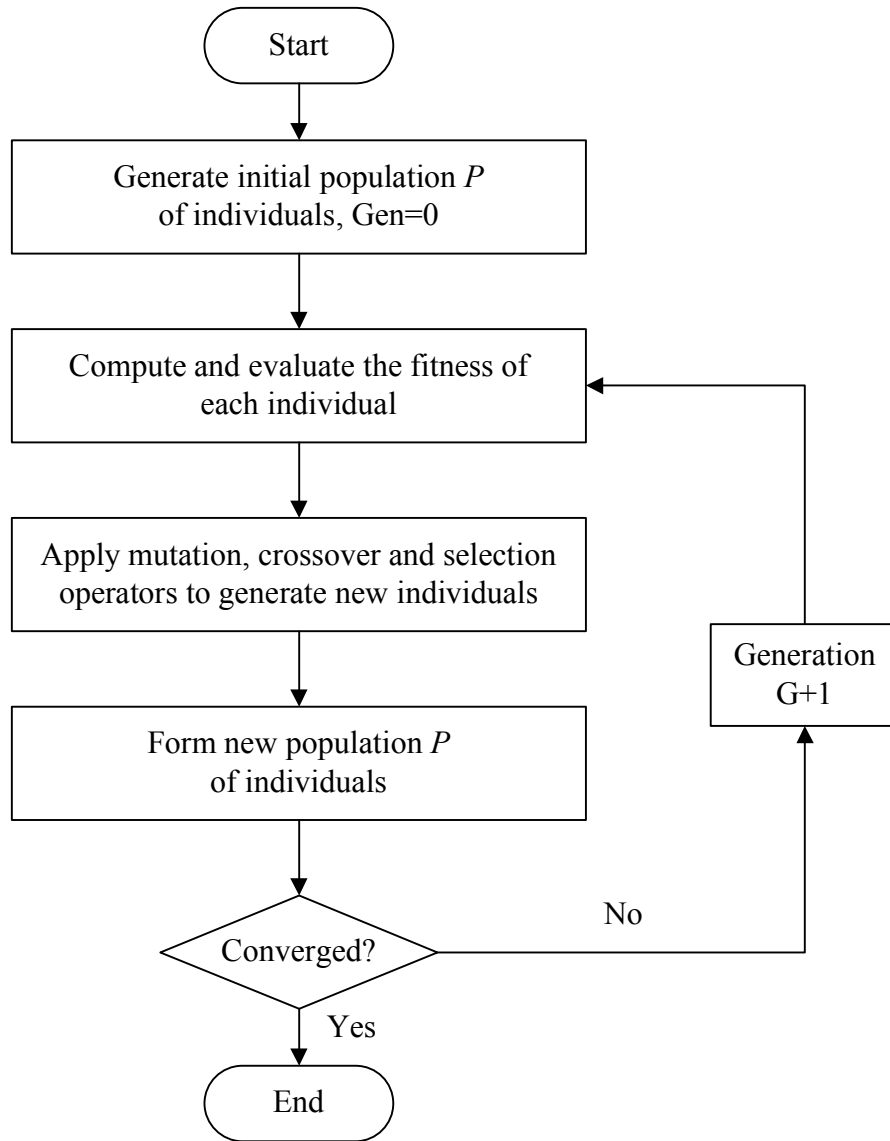 Start
Generate initial population P
of individuals, Gen=0
Compute and evaluate the fitness of
each individual
Apply mutation, crossover and selection
operators to generate new individuals
Generation
G+1
Form new population P
of individuals
No
Converged?
Yes
End